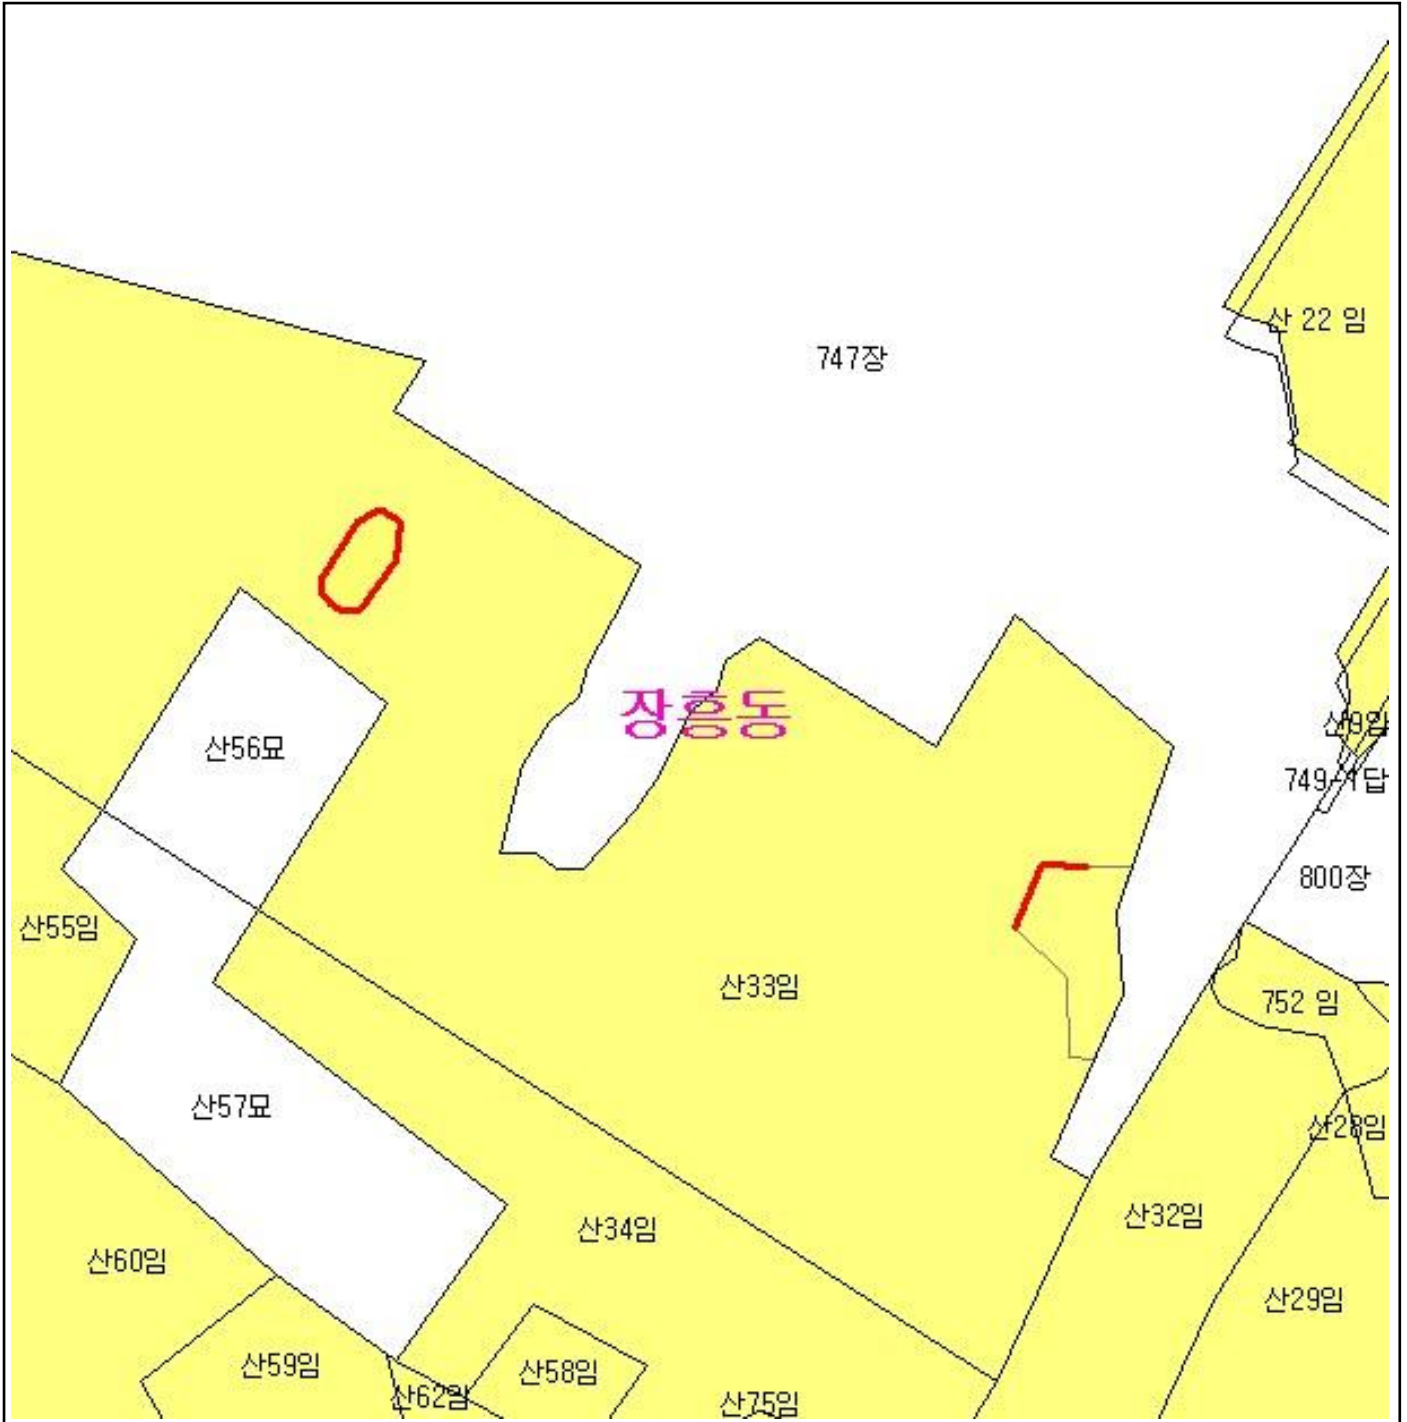 산 22 임
747장
장흥동
산9임
산56묘
749-1답
800장
산55임
산33임
752 임
산57묘
산28임
산32임
산34임
산60임
산29임
산59임
산58임
산62임
산75임